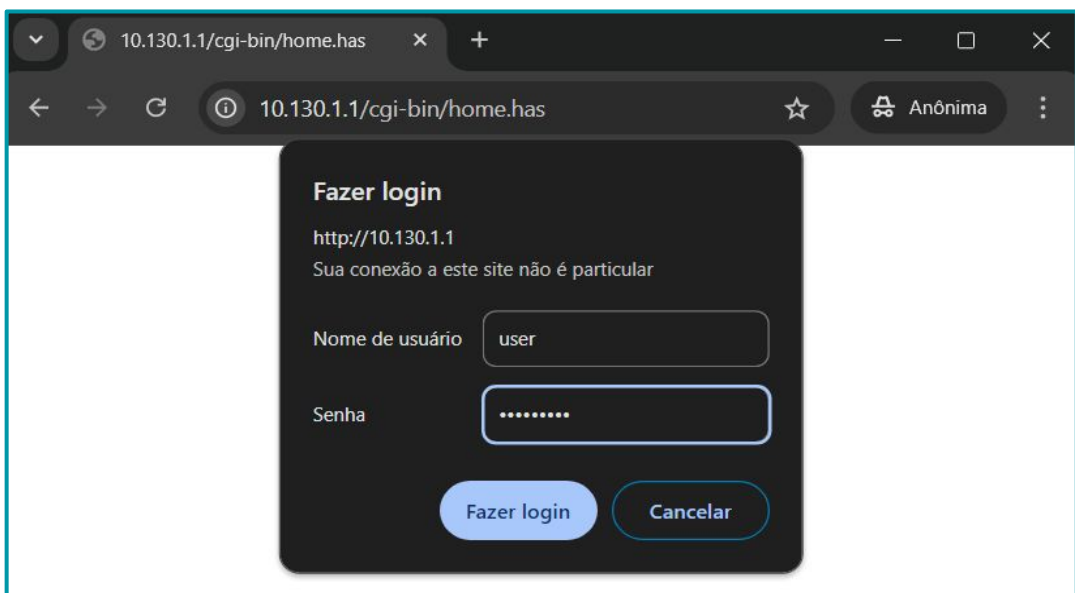 10.130.1.1/cgi-bin/home.has
10.130.1.1/cgi-bin/home.has Anônima
Fazer login
http://10.130.1.1
Sua conexão a este site não é particular
Nome de usuário user
Senha •••••••••
Fazer login Cancelar